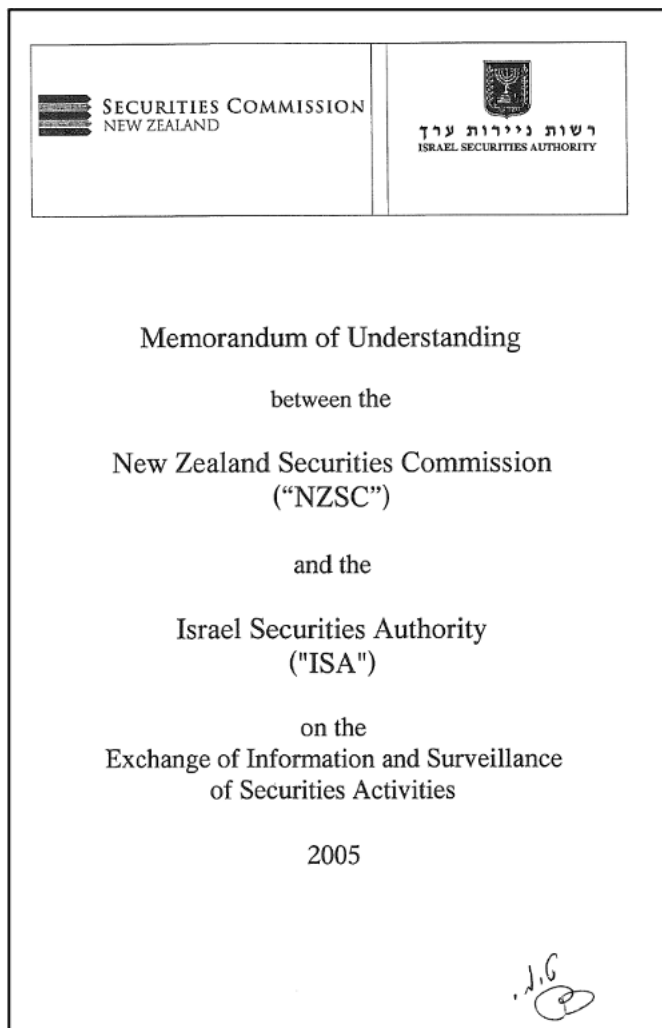 SECURITIES COMMISSION
NEW ZEALAND
רשות ניירות ערך
ISRAEL SECURITIES AUTHORITY
Memorandum of Understanding
between the
New Zealand Securities Commission
(“NZSC”)
and the
Israel Securities Authority
("ISA")
on the
Exchange of Information and Surveillance
of Securities Activities
2005